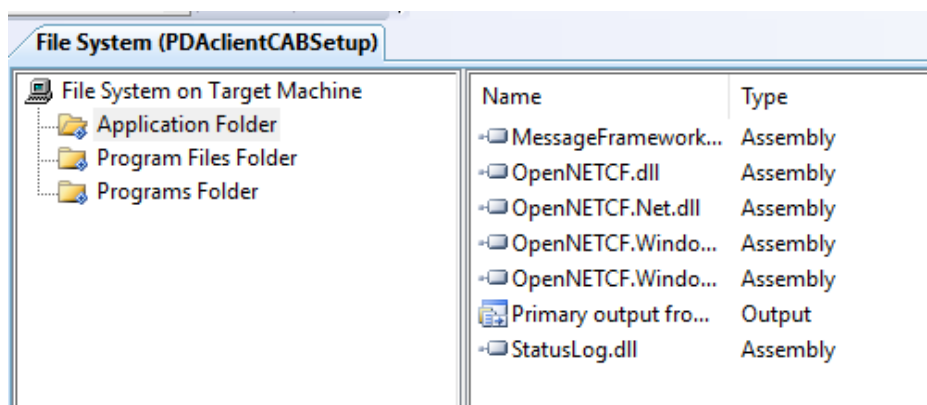 File System (PDAclientCABSetup)
File System on Target Machine
Application Folder
Program Files Folder
Programs Folder
Name Type
MessageFramework... Assembly
OpenNETCF.dll Assembly
OpenNETCF.Net.dll Assembly
OpenNETCF.Windo... Assembly
OpenNETCF.Windo... Assembly
Primary output fro... Output
StatusLog.dll Assembly